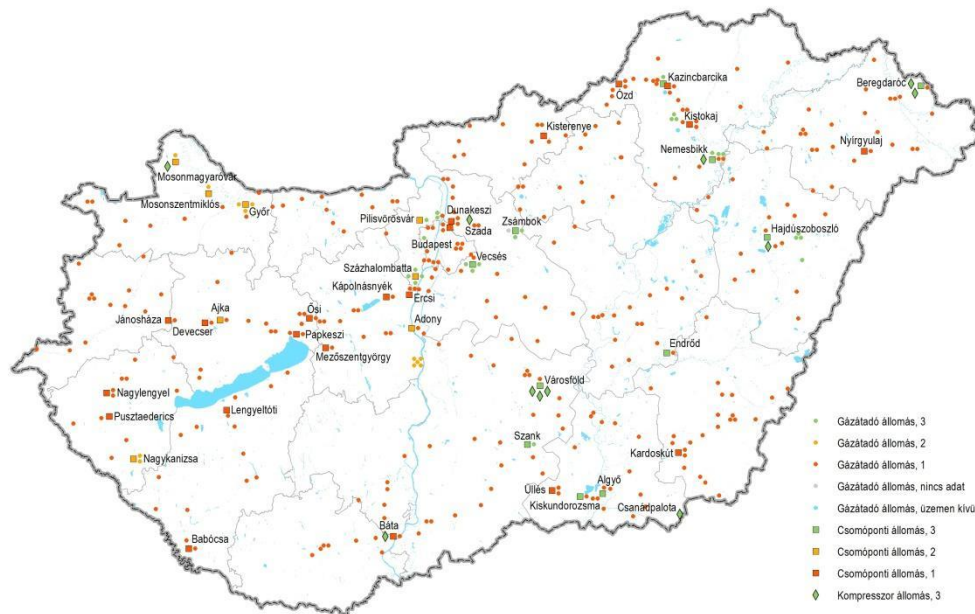 Kazincbarcika
Ózd
Beregdaróc
Kistokaj
Kisterenye
Nyírgyulaj
Nemesbikk
Mosonmagyaróvár
Mosonszentmiklós
Győr
Pilisvörösvár
Dunakeszi
Szada
Zsámbok
Hajdúszoboszló
Budapest
Vecsés
Százhalombatta
Kápolnásnyék
Ercsi
Ősi
Ajka
Jánosháza
Devecser
Papkeszi
Adony
Mezőszentgyörgy
Endrőd
Városföld
Nagylengyel
Lengyeltóti
Pusztaederics
Szank
Nagykanizsa
Kardoskút
Üllés
Algyő
Kiskundorozsma
Csanádpalota
Báta
Babócsa
Gázátadó állomás, 3
Gázátadó állomás, 2
Gázátadó állomás, 1
Gázátadó állomás, nincs adat
Gázátadó állomás, üzemen kívü
Csomóponti állomás, 3
Csomóponti állomás, 2
Csomóponti állomás, 1
Kompresszor állomás, 3